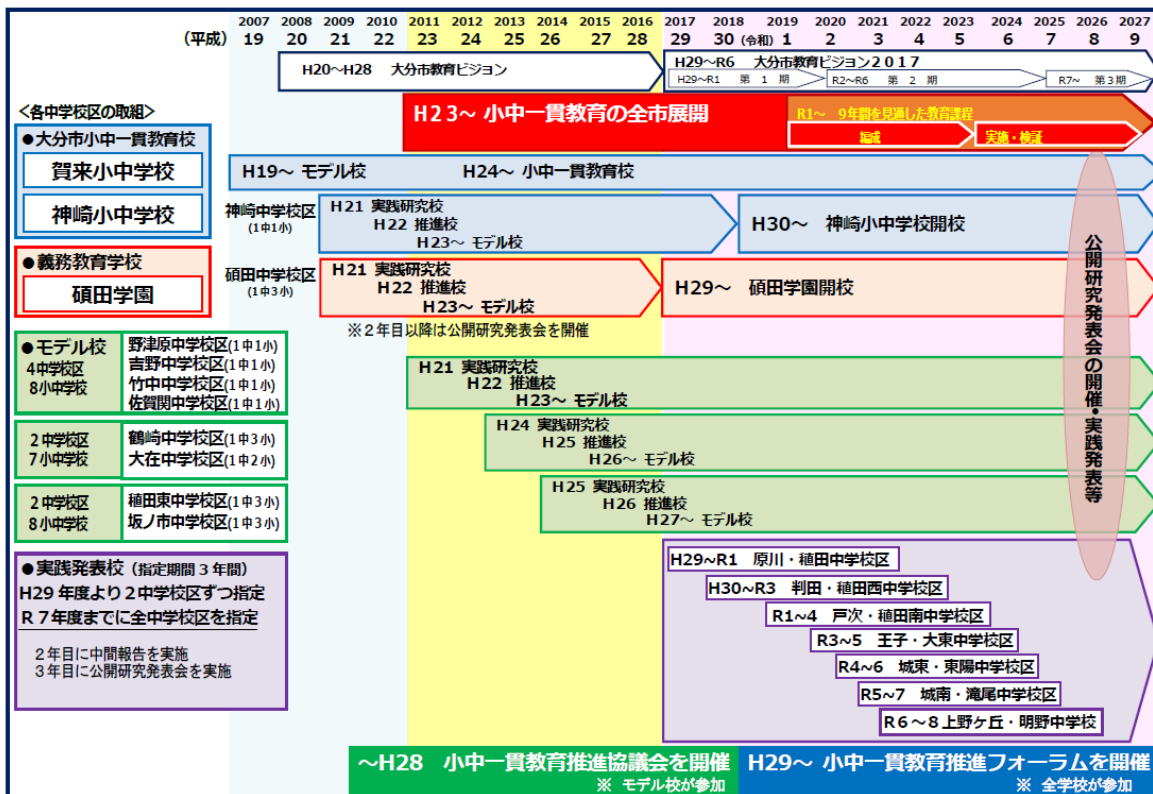 2007 2008 2009 2010 2011 2012 2013 2014 2015 2016 2017 2018 2019 2020 2021 2022 2023 2024 2025 2026 2027
(平成) 19 20 21 22 23 24 25 26 27 28 29 30 (令和) 1 2 3 4 5 6 7 8 9
H20～H28 大分市教育ビジョン
H29～R6 大分市教育ビジョン2017
H29～R1 第 1 期
R2～R6 第 2 期
R7～ 第3期
＜各中学校区の取組＞
H23～ 小中一貫教育の全市展開
R1～ 9年間を見通した教育課程
編成
実施・検証
●大分市小中一貫教育校
賀来小中学校
神崎小中学校
H19～ モデル校
H24～ 小中一貫教育校
神崎中学校区
(1中1小)
H21 実践研究校
H22 推進校
H23～ モデル校
H30～ 神崎小中学校開校
●義務教育学校
碩田学園
碩田中学校区
(1中3小)
H21 実践研究校
H22 推進校
H23～ モデル校
H29～ 碩田学園開校
※２年目以降は公開研究発表会を開催
●モデル校
4中学校区
8小中学校
野津原中学校区(1中1小)
吉野中学校区(1中1小)
竹中中学校区(1中1小)
佐賀関中学校区(1中1小)
H21 実践研究校
H22 推進校
H23～ モデル校
2中学校区
7小中学校
鶴崎中学校区(1中3小)
大在中学校区(1中2小)
H24 実践研究校
H25 推進校
H26～ モデル校
2中学校区
8小中学校
稙田東中学校区(1中3小)
坂ノ市中学校区(1中3小)
H25 実践研究校
H26 推進校
H27～ モデル校
公開研究発表会の開催・実践発表等
●実践発表校（指定期間３年間）
H29 年度より２中学校区ずつ指定
R 7年度までに全中学校区を指定
２年目に中間報告を実施
３年目に公開研究発表会を実施
H29～R1 原川・稙田中学校区
H30～R3 判田・稙田西中学校区
R1～4 戸次・稙田南中学校区
R3～5 王子・大東中学校区
R4～6 城東・東陽中学校区
R5～7 城南・滝尾中学校区
R６～８上野ヶ丘・明野中学校
～H28 小中一貫教育推進協議会を開催
※ モデル校が参加
H29～ 小中一貫教育推進フォーラムを開催
※ 全学校が参加